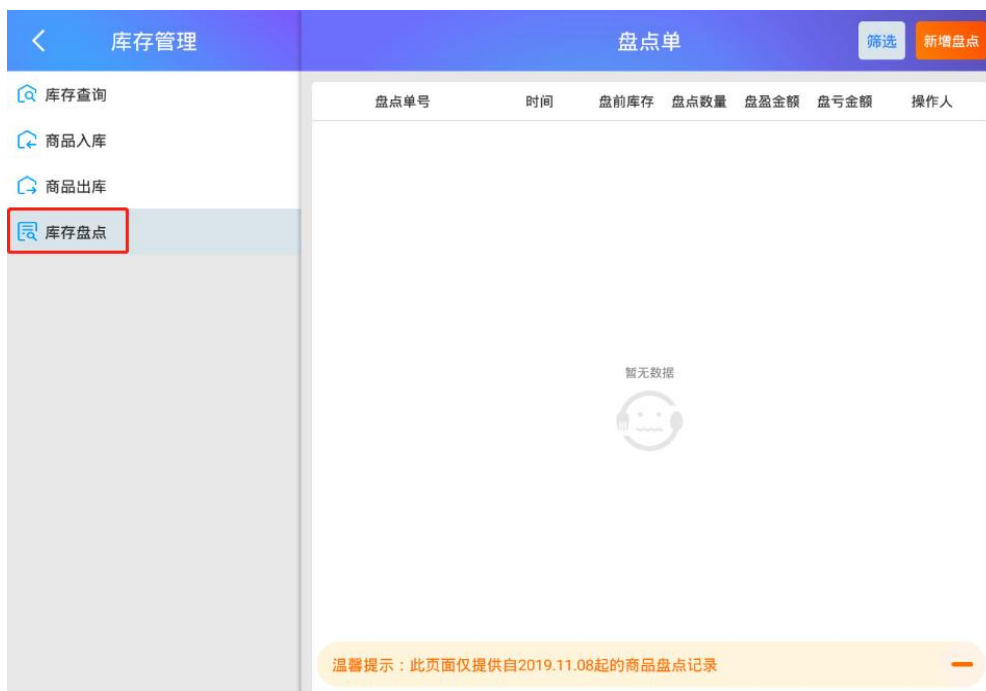 库存管理
盘点单
筛选
新增盘点
库存查询
商品入库
商品出库
库存盘点
盘点单号 时间 盘前库存 盘点数量 盘盈金额 盘亏金额 操作人
暂无数据
温馨提示：此页面仅提供自2019.11.08起的商品盘点记录